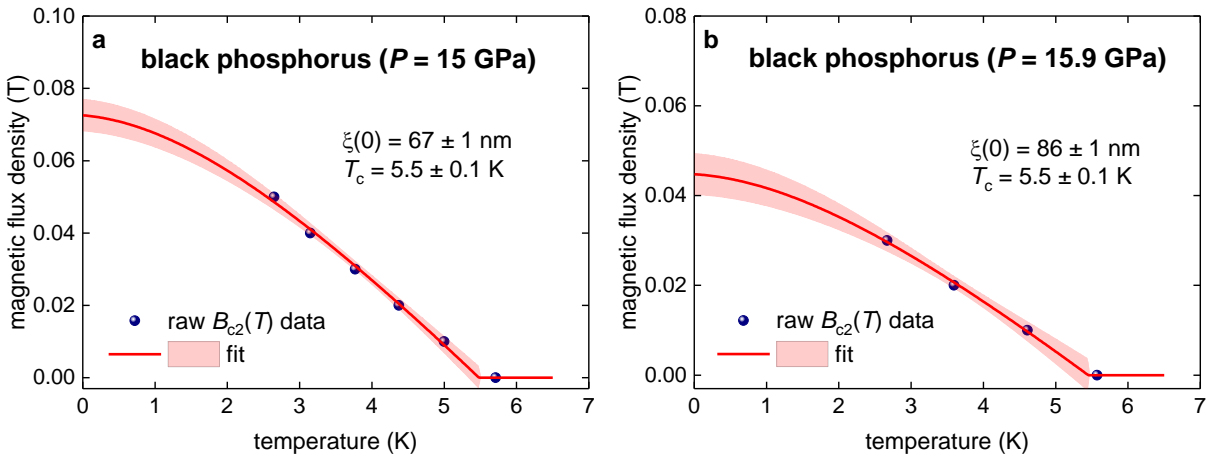 a
black phosphorus (P = 15 GPa)
ξ(0) = 67 ± 1 nm
Tc = 5.5 ± 0.1 K
raw Bc2(T) data
fit
magnetic flux density (T)
0.10
0.08
0.06
0.04
0.02
0.00
0 1 2 3 4 5 6 7
temperature (K)
b
black phosphorus (P = 15.9 GPa)
ξ(0) = 86 ± 1 nm
Tc = 5.5 ± 0.1 K
raw Bc2(T) data
fit
magnetic flux density (T)
0.08
0.06
0.04
0.02
0.00
0 1 2 3 4 5 6 7
temperature (K)